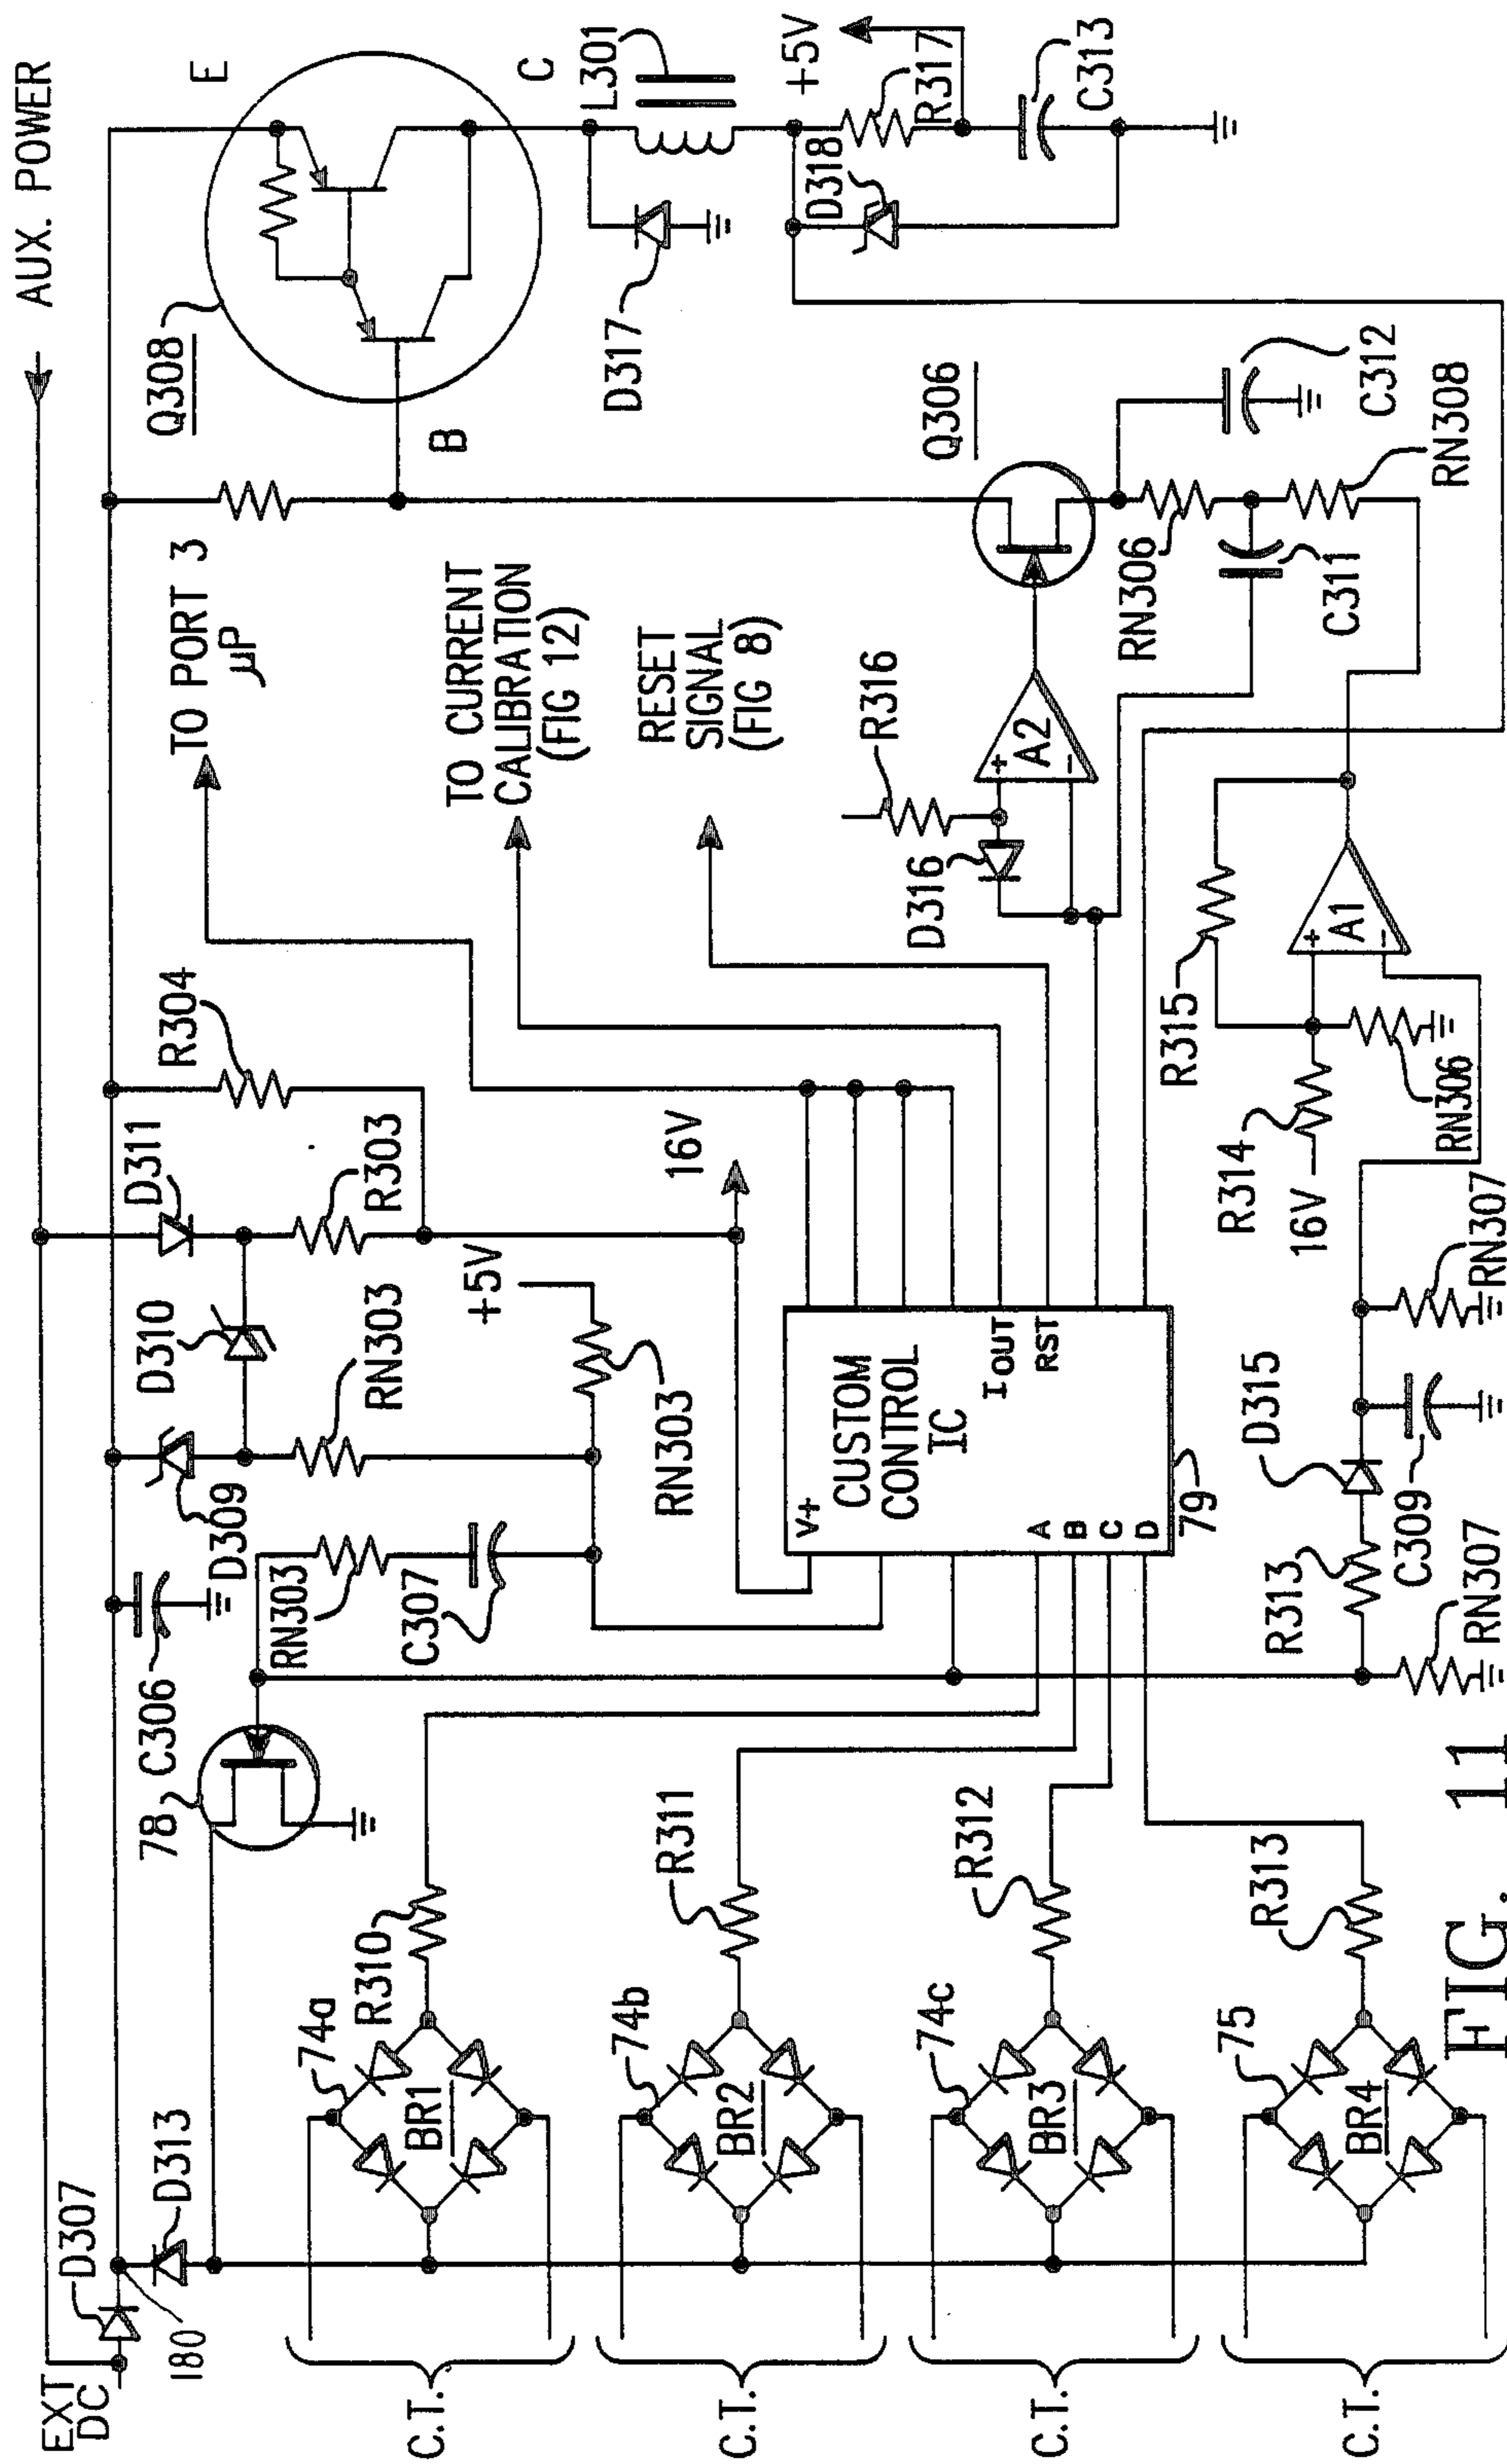 AUX. POWER
EXT
DC
D307
180
D313
78
C306
D309
D310
D311
R304
RN303
RN303
R303
C307
+5V
RN303
16V
TO PORT 3
μP
TO CURRENT
CALIBRATION
(FIG 12)
RESET
SIGNAL
(FIG 8)
Q308
E
B
C
D317
L301
+5V
R317
D318
C313
Q306
R316
D316
A2
+
-
RN306
C311
C312
RN308
R315
A1
+
-
R314
16V
RN306
C.T.
74a
BR1
R310
C.T.
74b
BR2
R311
C.T.
74c
BR3
R312
C.T.
75
BR4
R313
V+
CUSTOM
CONTROL
IC
IOUT
RST
A
B
C
D
79
R313
RN307
D315
C309
RN307
FIG. 11